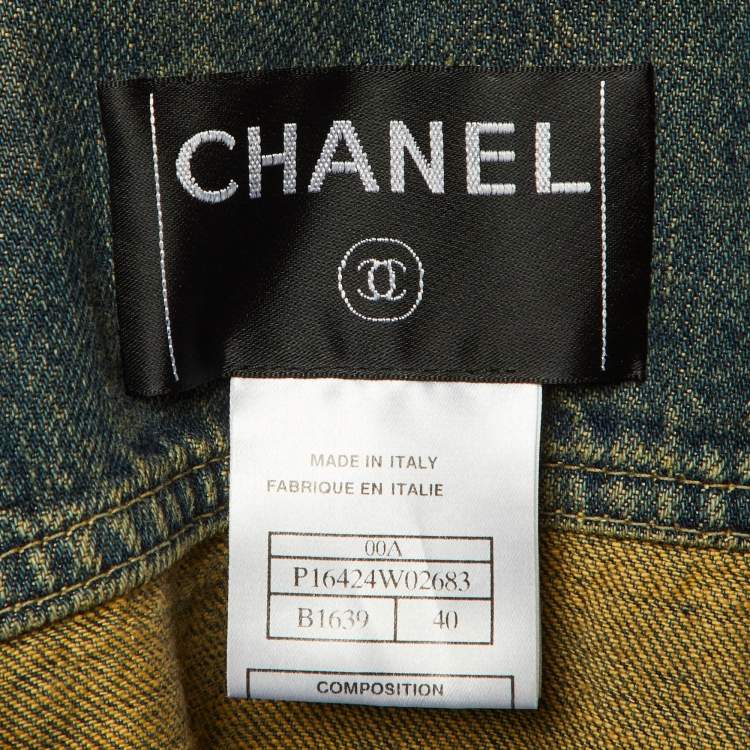 CHANEL
MADE IN ITALY
FABRIQUE EN ITALIE
00A
P16424W02683
B1639 40
COMPOSITION